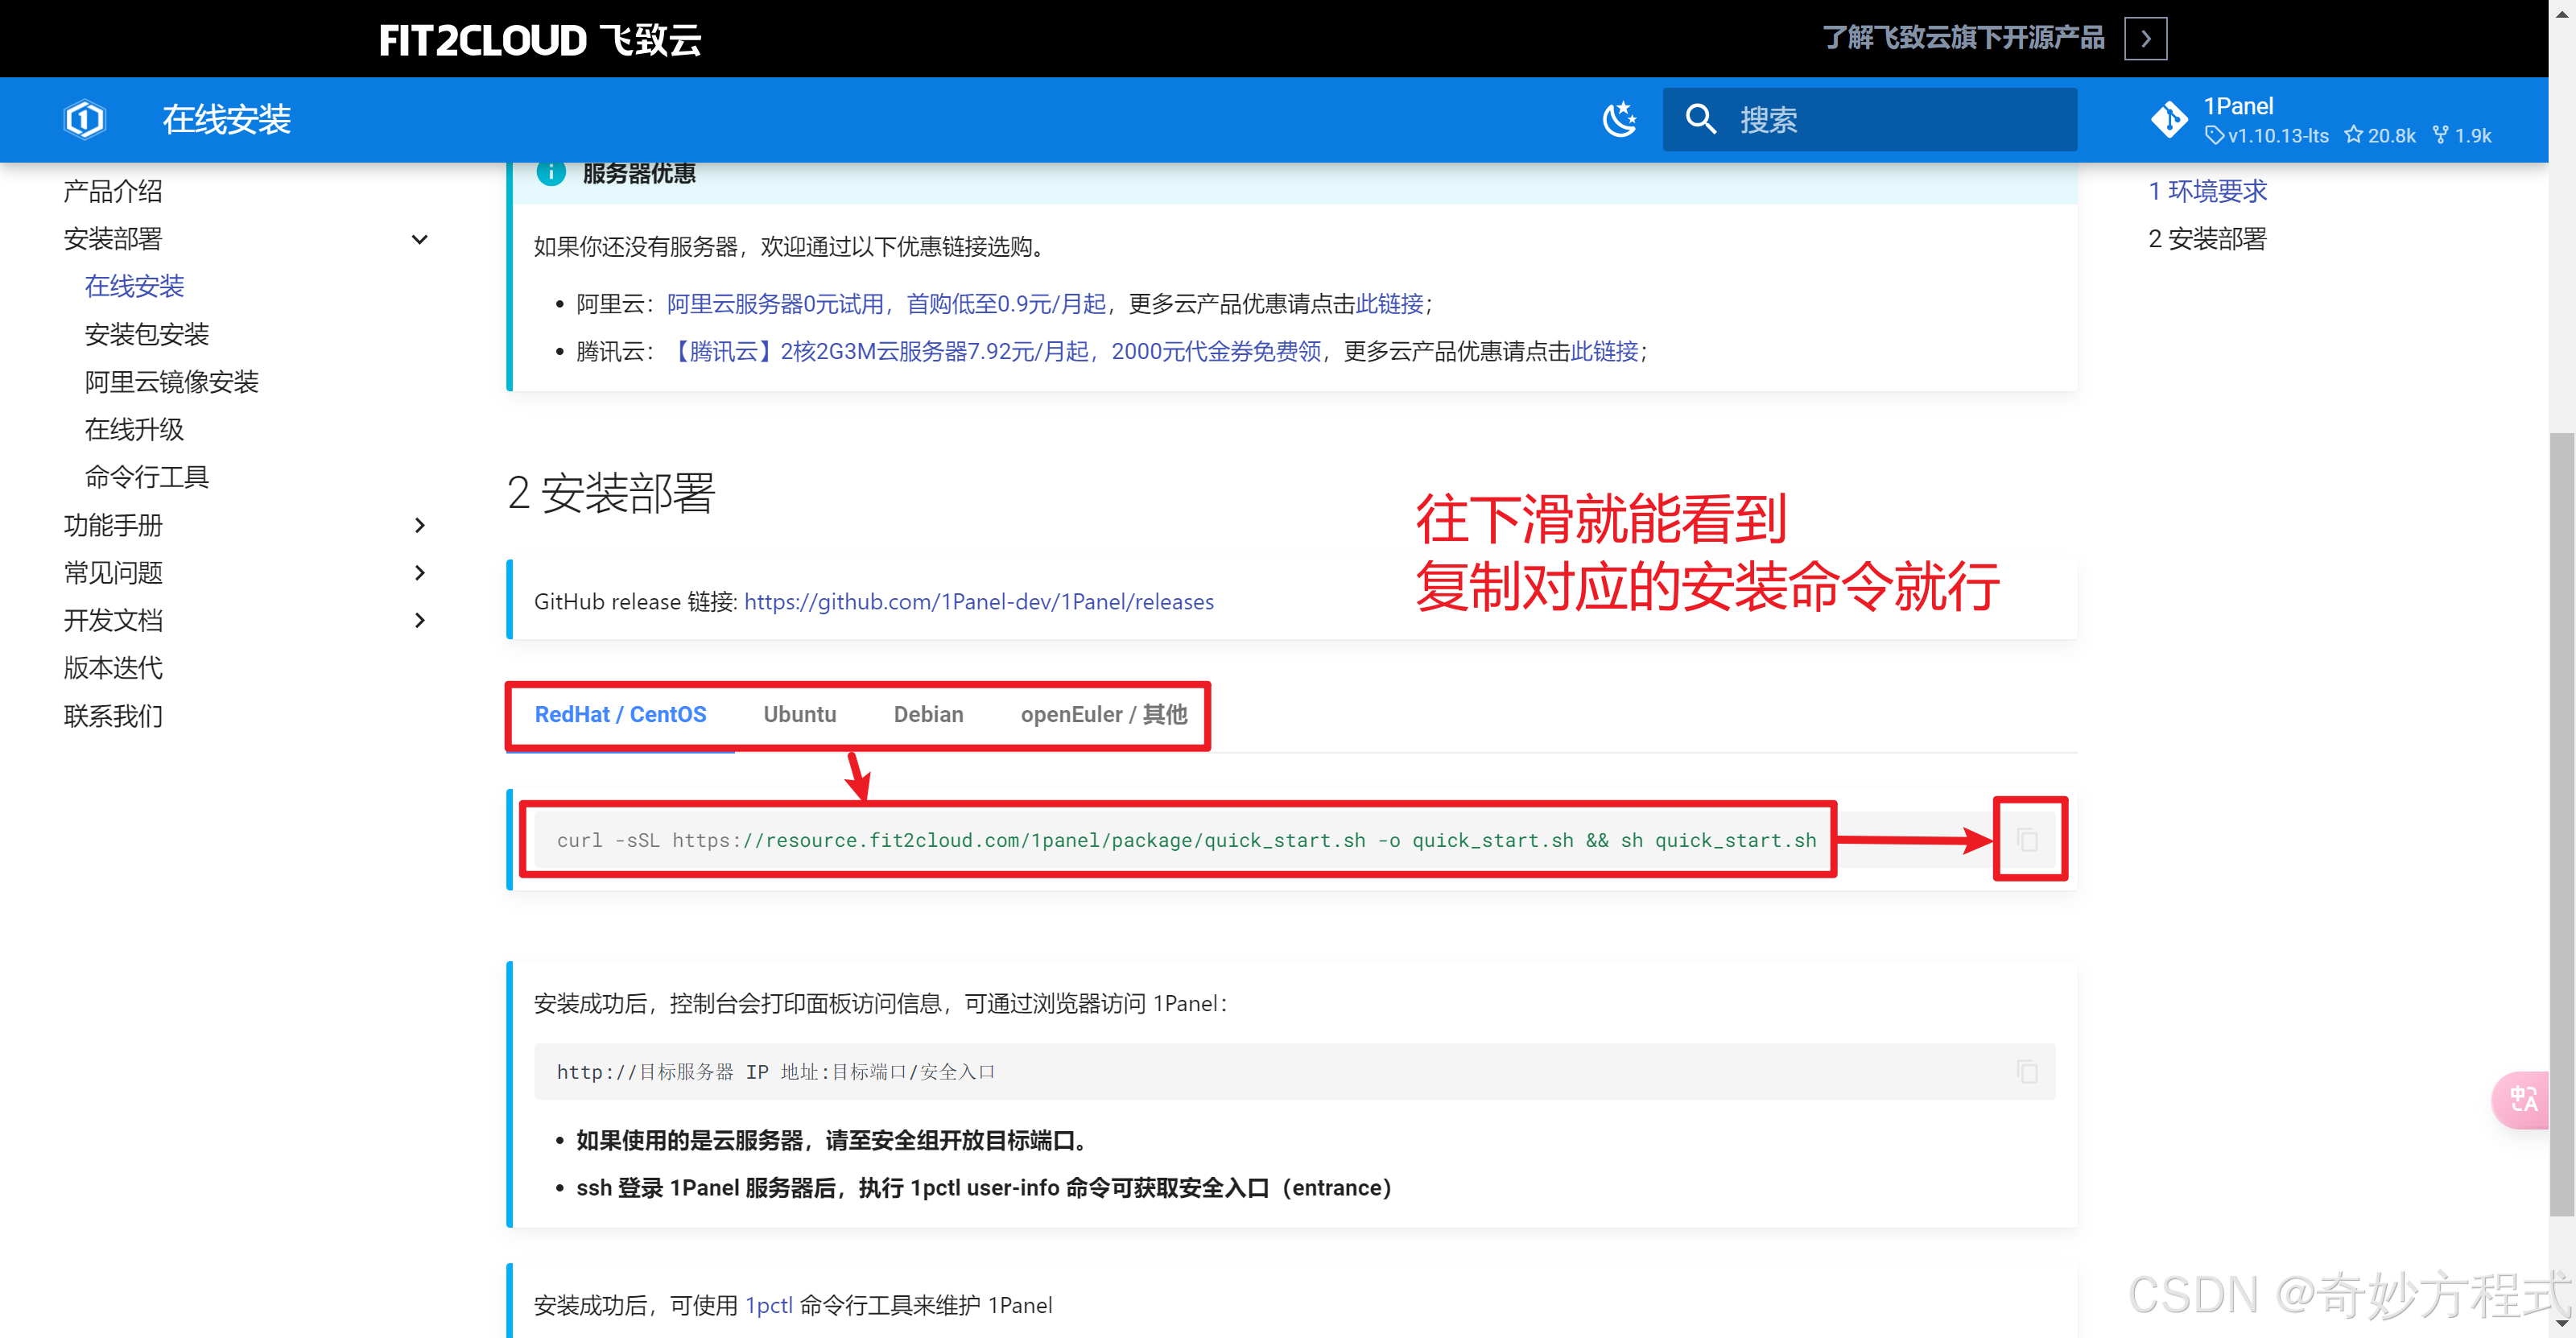 FIT2CLOUD 飞致云
了解飞致云旗下开源产品
在线安装
搜索
1Panel
v1.10.13-lts 20.8k 1.9k
产品介绍
安装部署
在线安装
安装包安装
阿里云镜像安装
在线升级
命令行工具
功能手册
常见问题
开发文档
版本迭代
联系我们
服务器优惠
如果你还没有服务器，欢迎通过以下优惠链接选购。
阿里云：阿里云服务器0元试用，首购低至0.9元/月起，更多云产品优惠请点击此链接；
腾讯云：【腾讯云】2核2G3M云服务器7.92元/月起，2000元代金券免费领，更多云产品优惠请点击此链接；
2 安装部署
往下滑就能看到
复制对应的安装命令就行
GitHub release 链接: https://github.com/1Panel-dev/1Panel/releases
RedHat / CentOS Ubuntu Debian openEuler / 其他
curl -sSL https://resource.fit2cloud.com/1panel/package/quick_start.sh -o quick_start.sh && sh quick_start.sh
安装成功后，控制台会打印面板访问信息，可通过浏览器访问 1Panel：
http://目标服务器 IP 地址:目标端口/安全入口
如果使用的是云服务器，请至安全组开放目标端口。
ssh 登录 1Panel 服务器后，执行 1pctl user-info 命令可获取安全入口（entrance）
安装成功后，可使用 1pctl 命令行工具来维护 1Panel
1 环境要求
2 安装部署
中A
CSDN @奇妙方程式